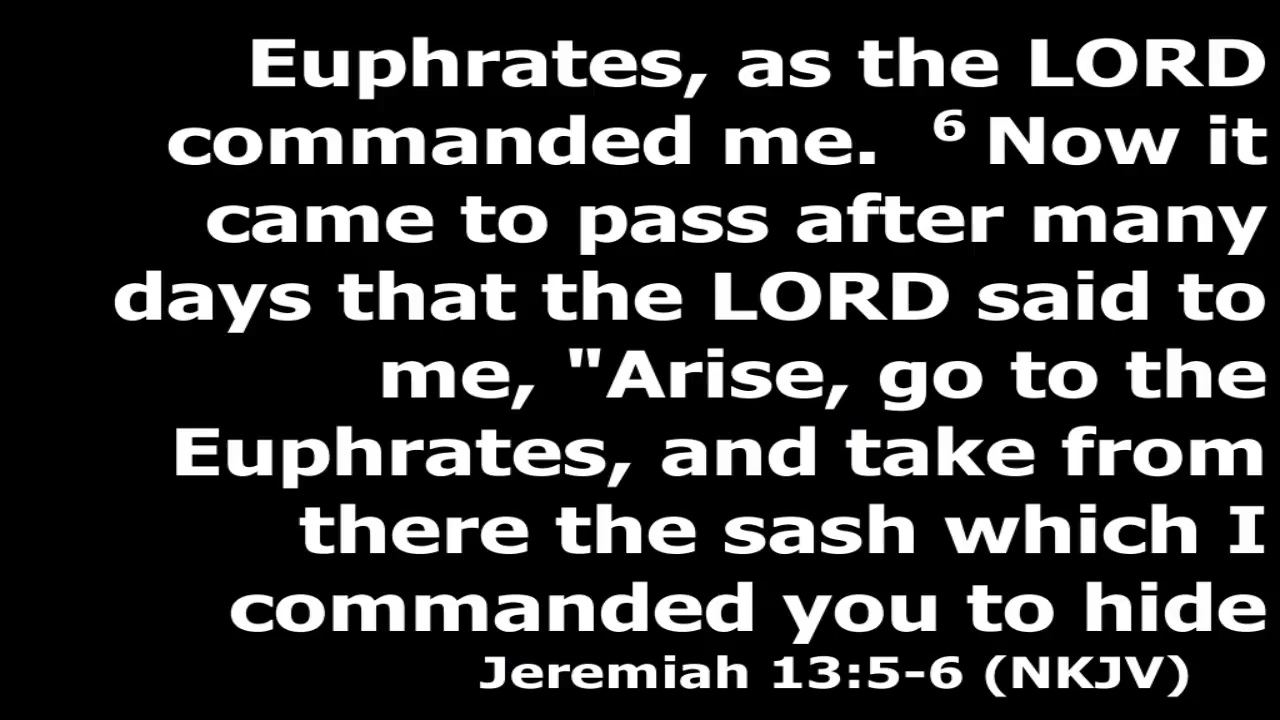 Euphrates, as the LORD
commanded me. 6 Now it
came to pass after many
days that the LORD said to
me, "Arise, go to the
Euphrates, and take from
there the sash which I
commanded you to hide
Jeremiah 13:5-6 (NKJV)